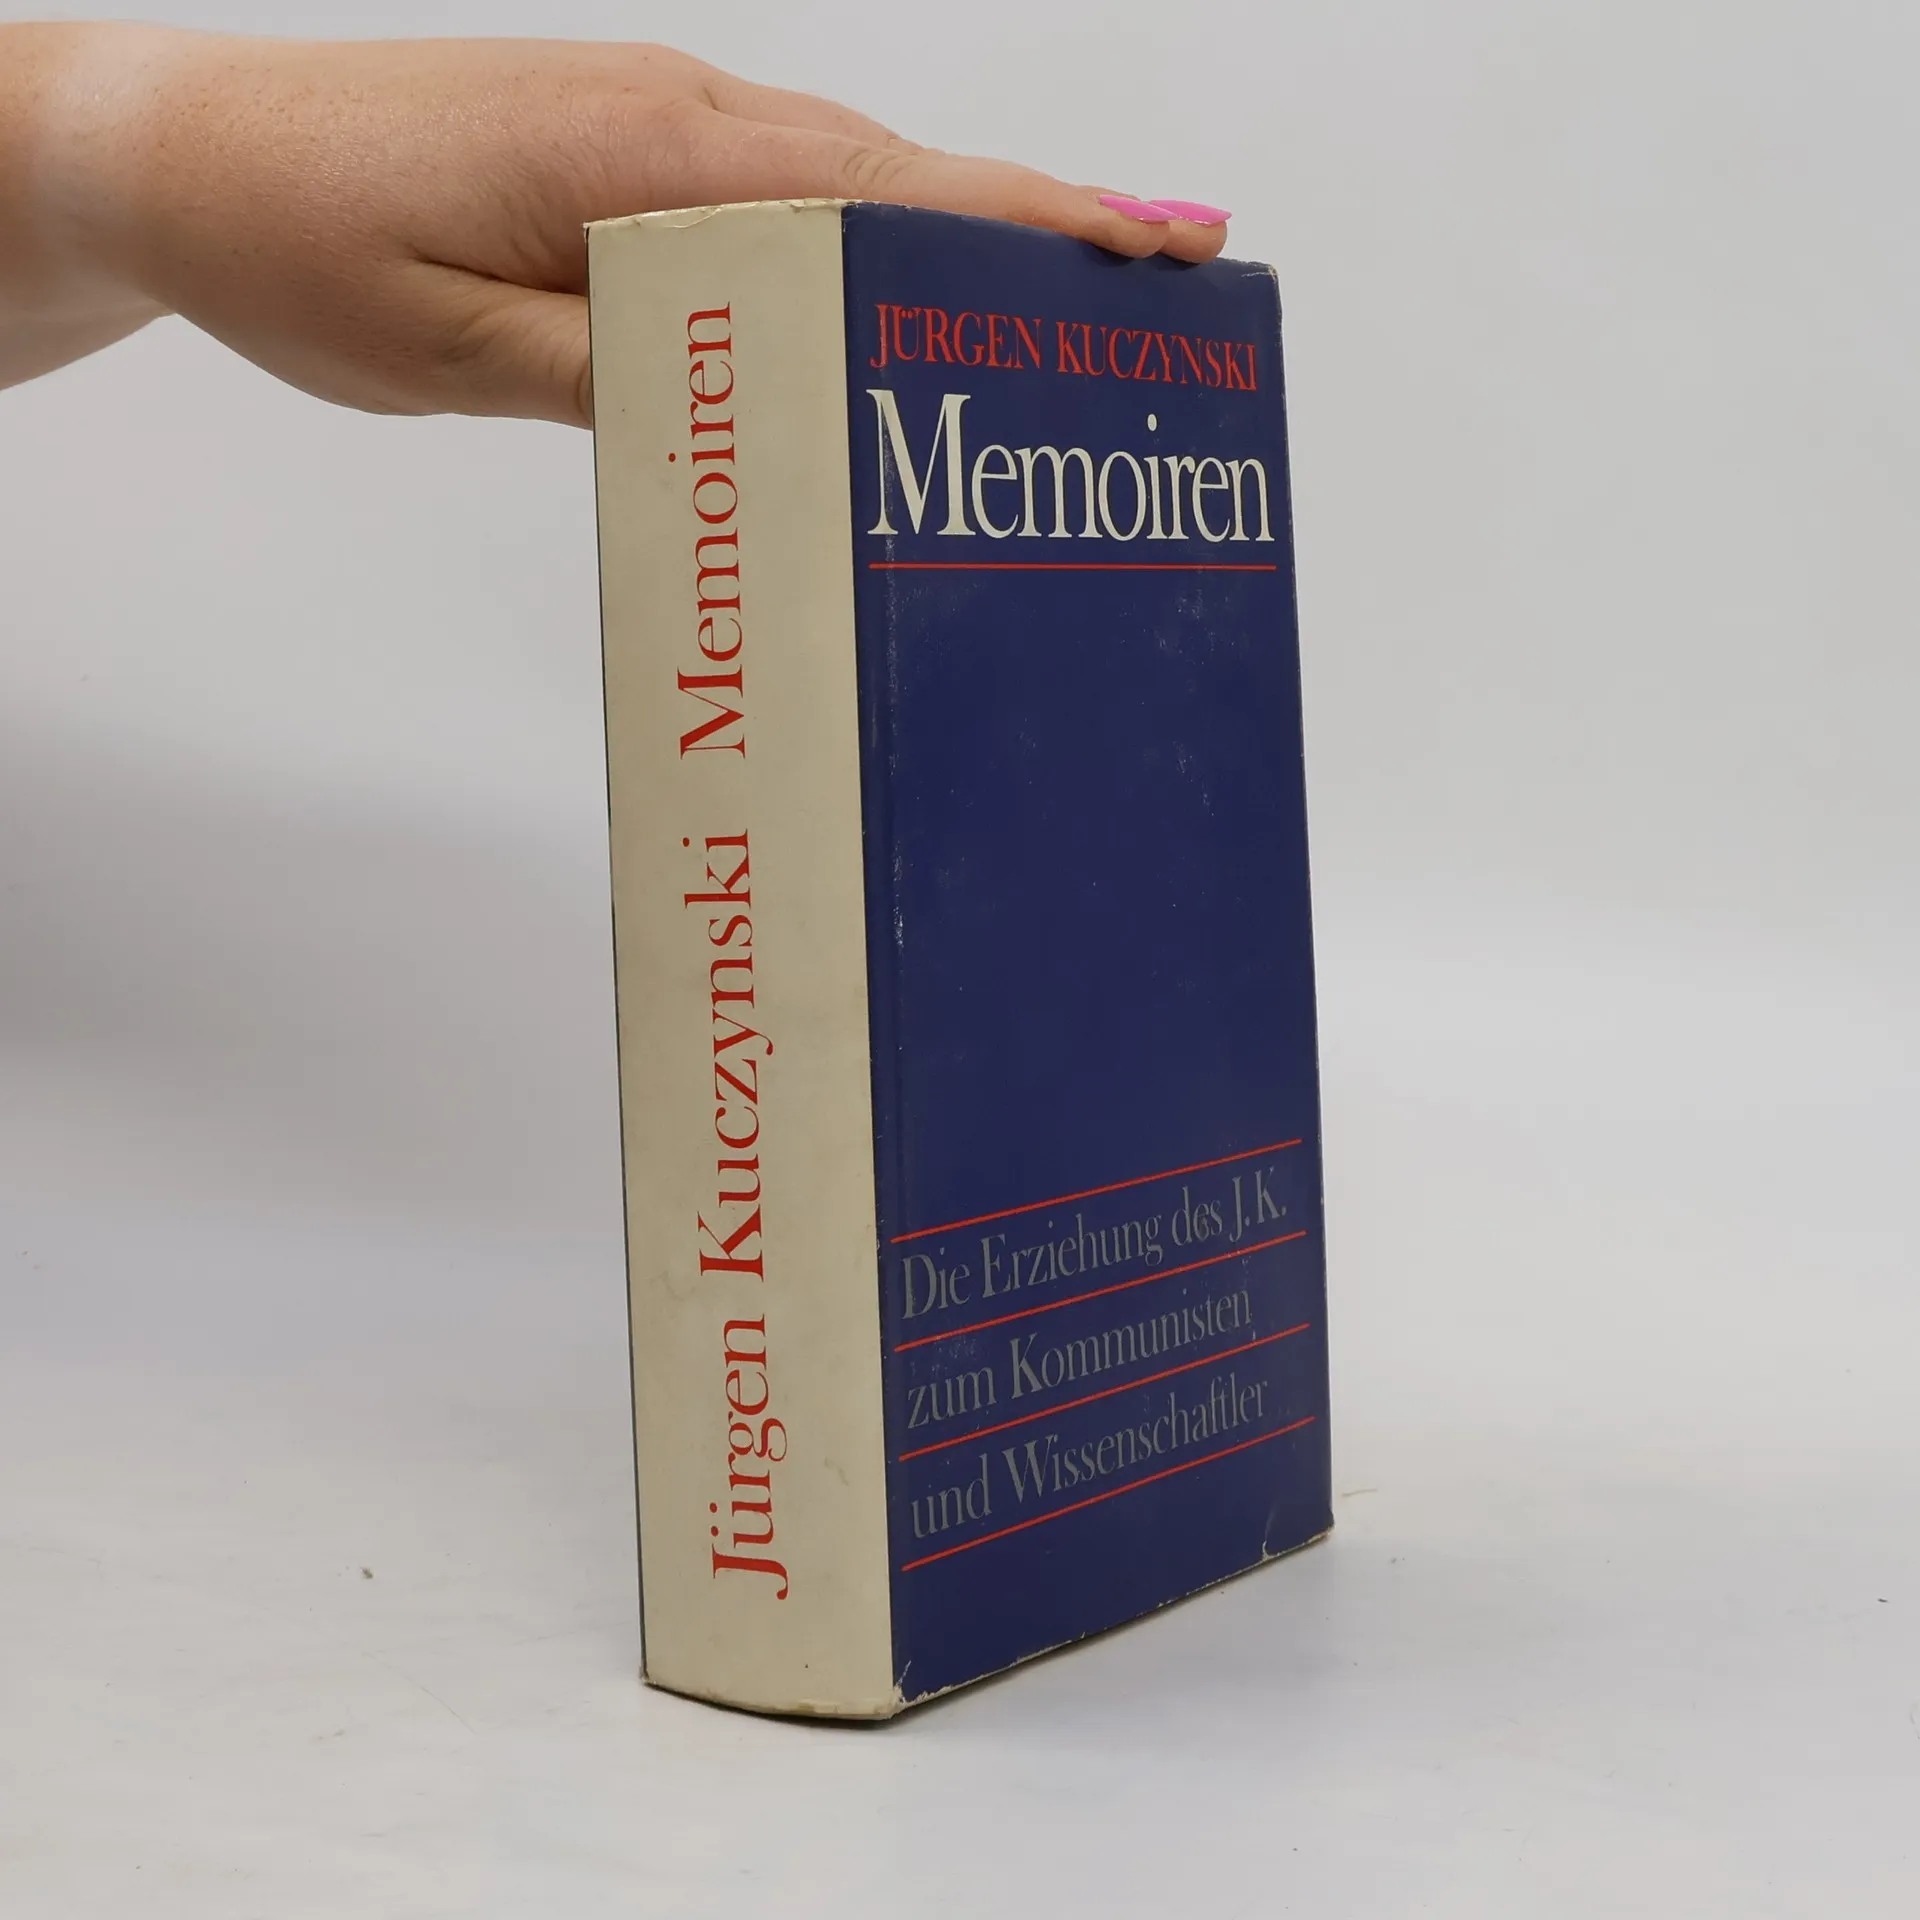 Jürgen Kuczynski Memoiren
JÜRGEN KUCZYNSKI
Memoiren
Die Erziehung des J. K.
zum Kommunisten
und Wissenschaftler